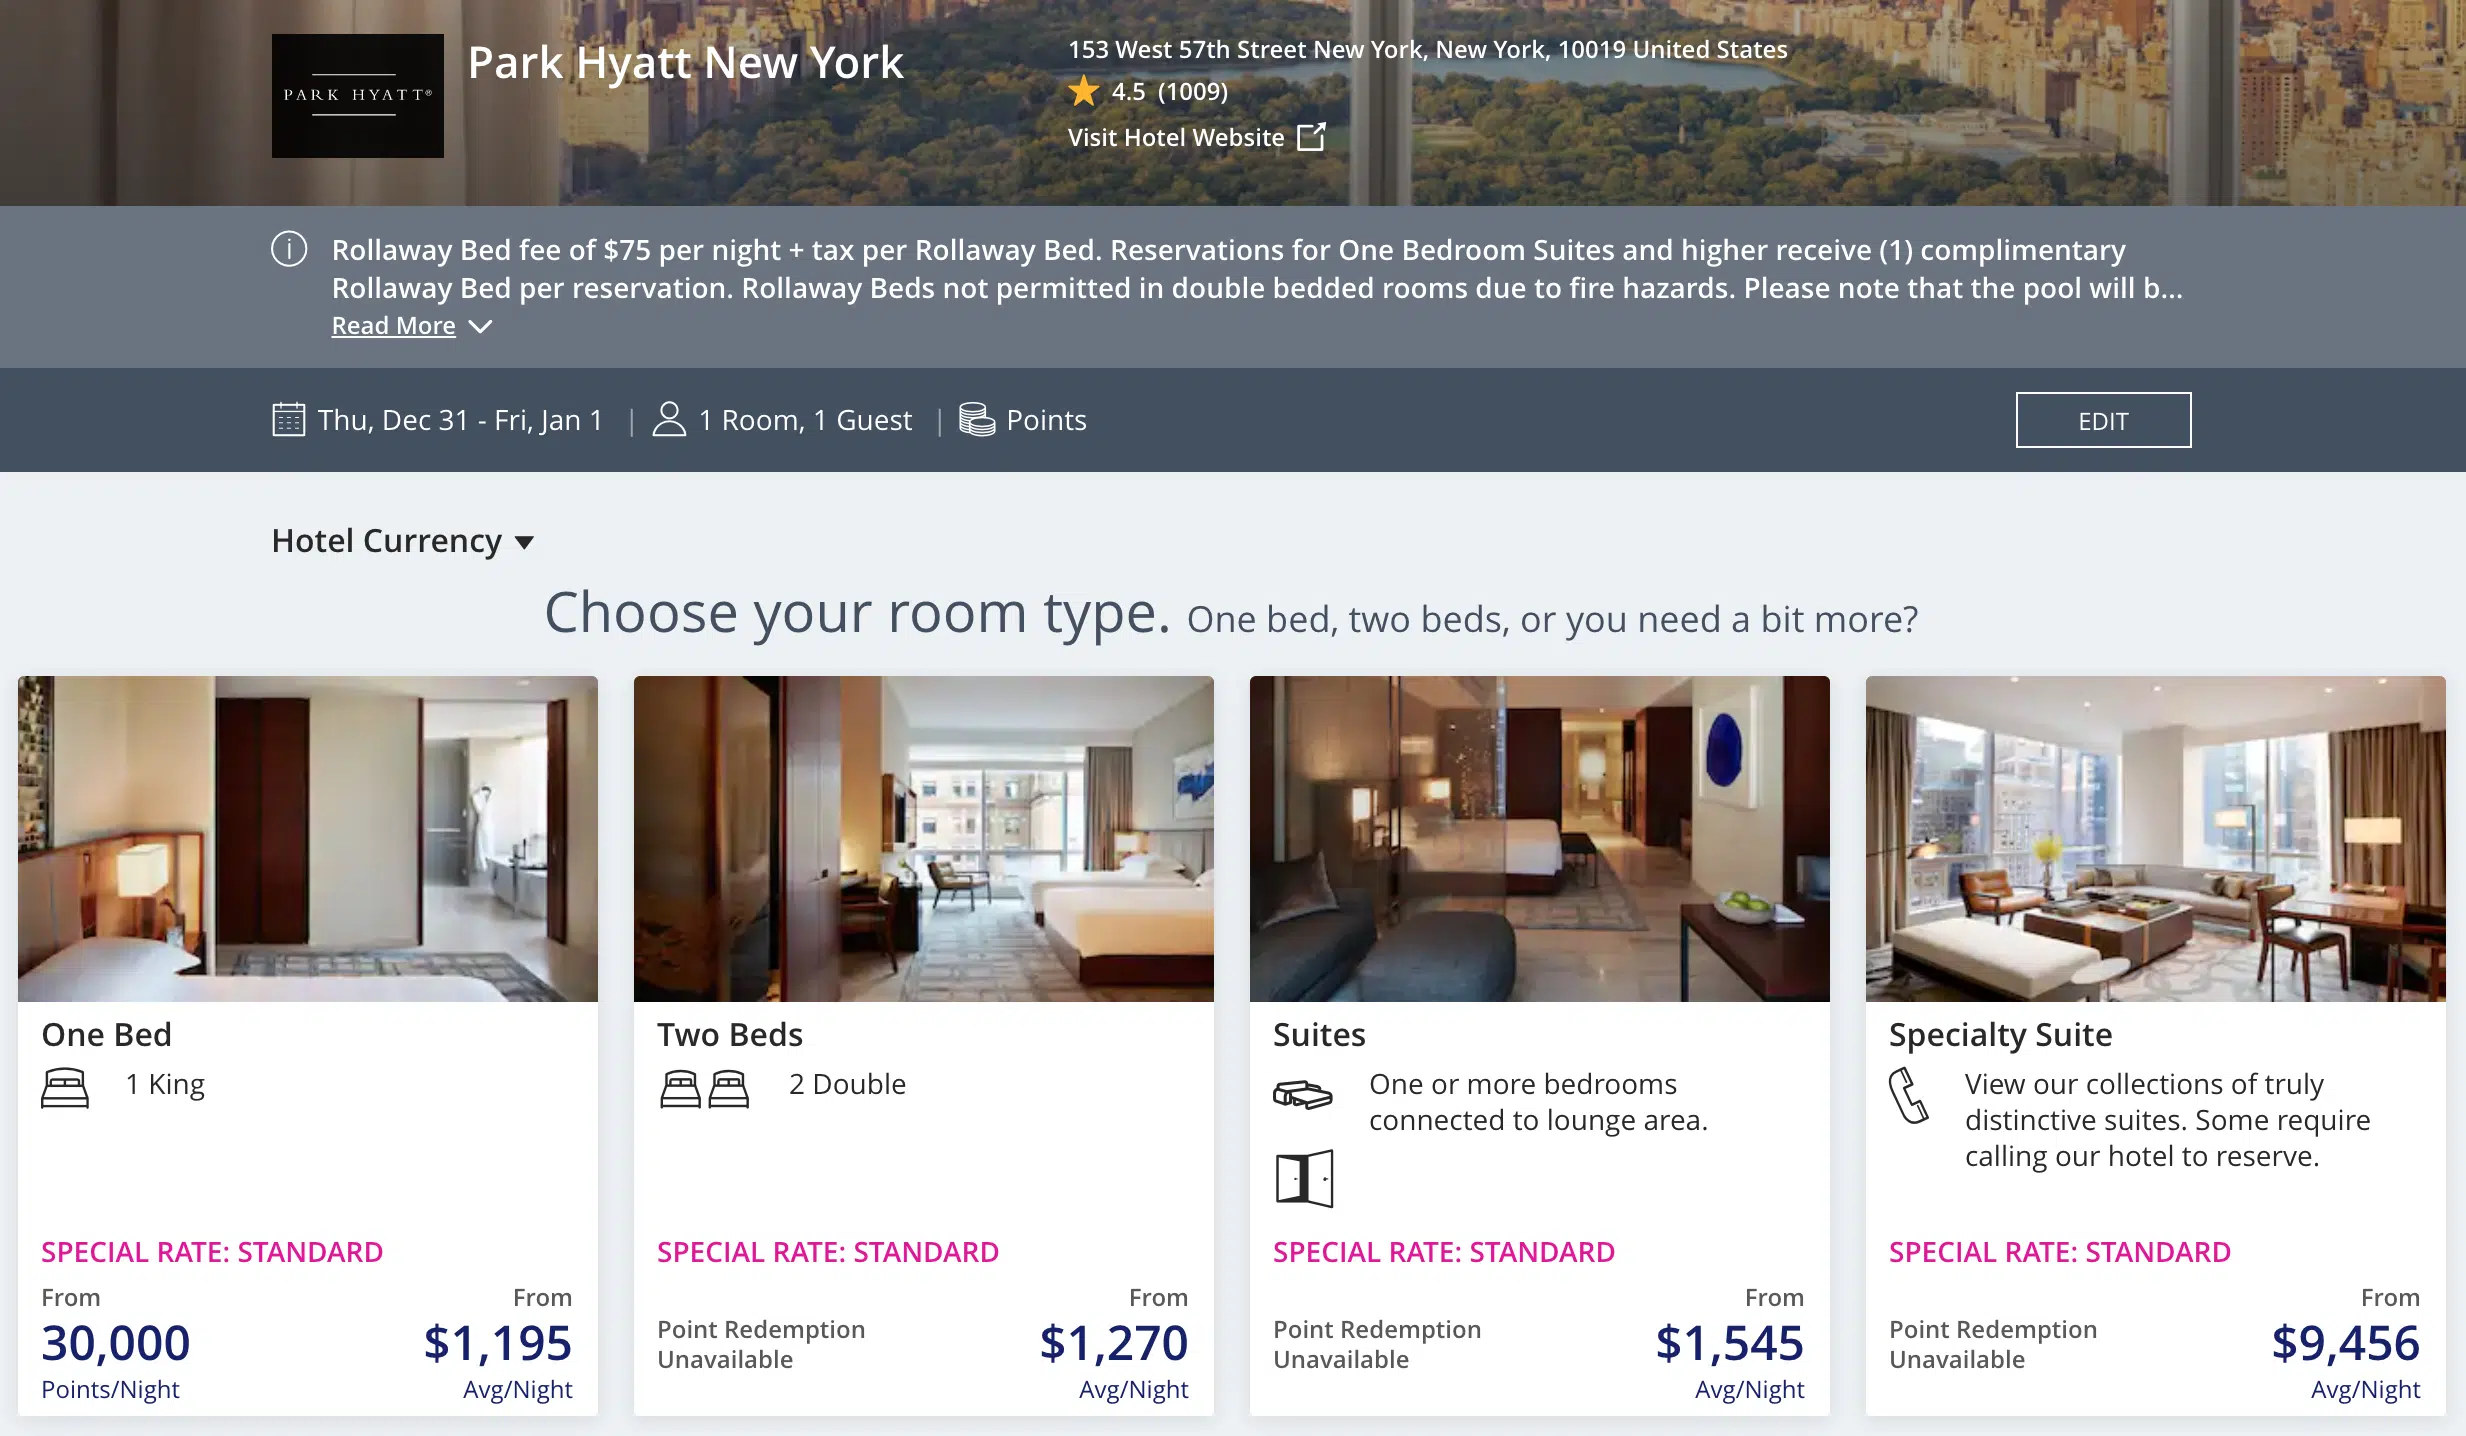 PARK HYATT®
Park Hyatt New York
153 West 57th Street New York, New York, 10019 United States
4.5 (1009)
Visit Hotel Website
Rollaway Bed fee of $75 per night + tax per Rollaway Bed. Reservations for One Bedroom Suites and higher receive (1) complimentary
Rollaway Bed per reservation. Rollaway Beds not permitted in double bedded rooms due to fire hazards. Please note that the pool will b...
Read More
Thu, Dec 31 - Fri, Jan 1 | 1 Room, 1 Guest | Points
EDIT
Hotel Currency
Choose your room type. One bed, two beds, or you need a bit more?
One Bed
1 King
SPECIAL RATE: STANDARD
From
30,000
Points/Night
From
$1,195
Avg/Night
Two Beds
2 Double
SPECIAL RATE: STANDARD
Point Redemption
Unavailable
From
$1,270
Avg/Night
Suites
One or more bedrooms
connected to lounge area.
SPECIAL RATE: STANDARD
Point Redemption
Unavailable
From
$1,545
Avg/Night
Specialty Suite
View our collections of truly
distinctive suites. Some require
calling our hotel to reserve.
SPECIAL RATE: STANDARD
Point Redemption
Unavailable
From
$9,456
Avg/Night